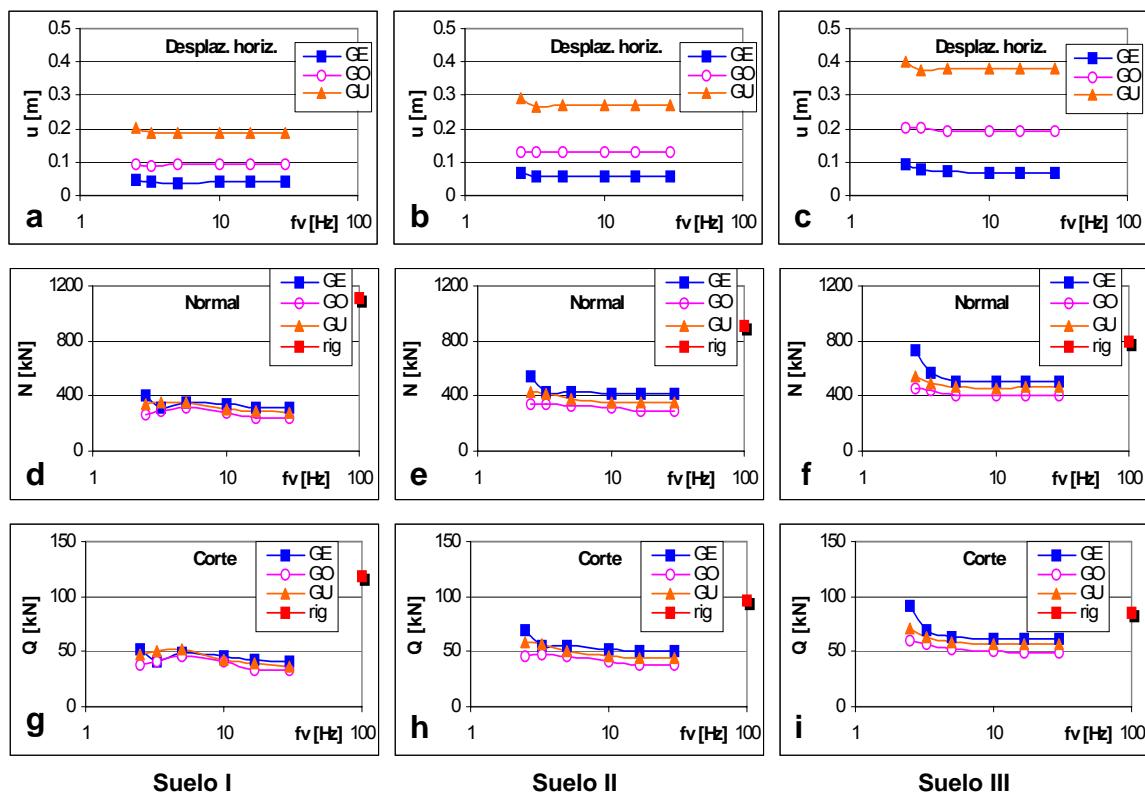 0.5
0.4
0.3
0.2
0.1
0
u [m]
Desplaz. horiz.
GE
GO
GU
a
1
10
fv [Hz]
100
0.5
0.4
0.3
0.2
0.1
0
u [m]
Desplaz. horiz.
GE
GO
GU
b
1
10
fv [Hz]
100
0.5
0.4
0.3
0.2
0.1
0
u [m]
Desplaz. horiz.
GE
GO
GU
c
1
10
fv [Hz]
100
1200
800
400
0
N [kN]
Normal
GE
GO
GU
rig
d
1
10
fv [Hz]
100
1200
800
400
0
N [kN]
Normal
GE
GO
GU
rig
e
1
10
fv [Hz]
100
1200
800
400
0
N [kN]
Normal
GE
GO
GU
rig
f
1
10
fv [Hz]
100
150
100
50
0
Q [kN]
Corte
GE
GO
GU
rig
g
1
10
fv [Hz]
100
150
100
50
0
Q [kN]
Corte
GE
GO
GU
rig
h
1
10
fv [Hz]
100
150
100
50
0
Q [kN]
Corte
GE
GO
GU
rig
i
1
10
fv [Hz]
100
Suelo I
Suelo II
Suelo III